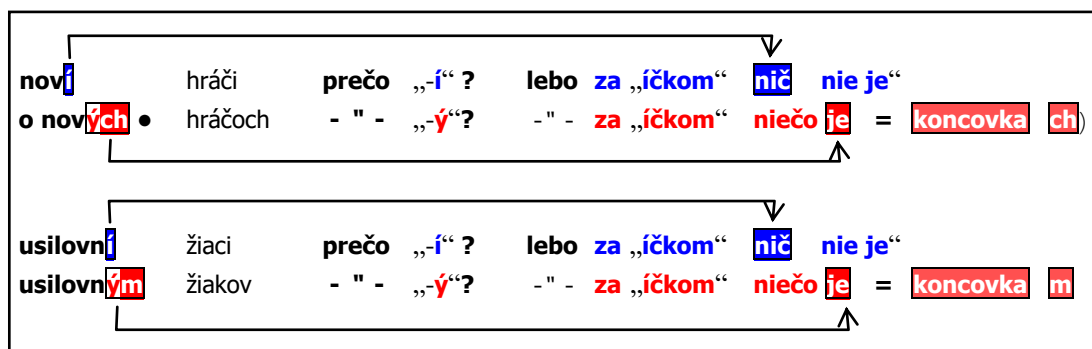 noví hráči prečo „-í“ ? lebo za „íčkom“ nič nie je“
o nových ● hráčoch - " - „-ý“? -"- za „íčkom“ niečo je = koncovka ch)
usilovní žiaci prečo „-í“ ? lebo za „íčkom“ nič nie je“
usilovným žiakov - " - „-ý“? -"- za „íčkom“ niečo je = koncovka m